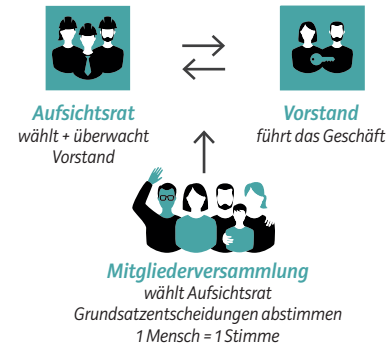 Aufsichtsrat
wählt + überwacht
Vorstand
Vorstand
führt das Geschäft
Mitgliederversammlung
wählt Aufsichtsrat
Grundsatzentscheidungen abstimmen
1 Mensch = 1 Stimme